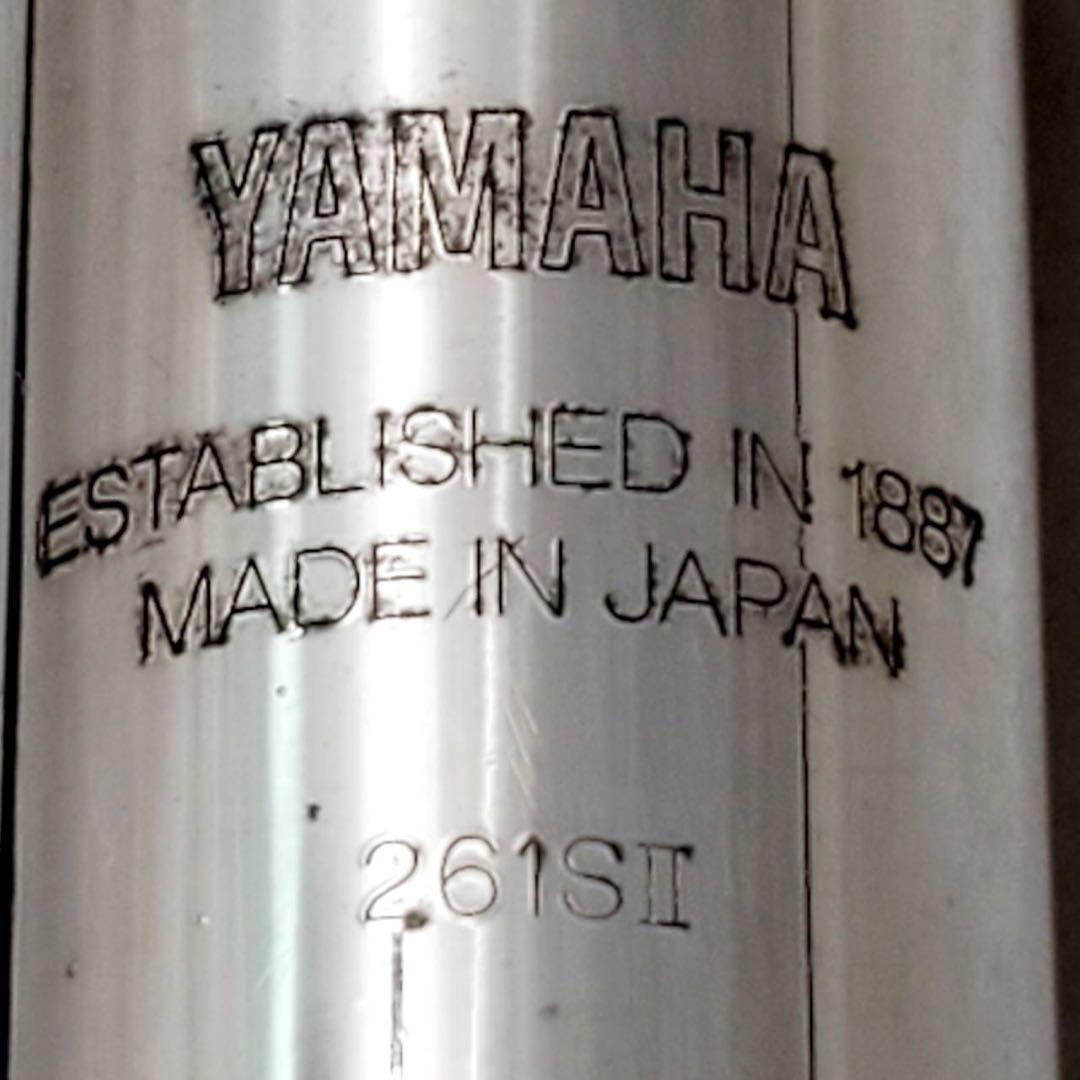 YAMAHA
ESTABLISHED IN 1887
MADE IN JAPAN
261SⅡ